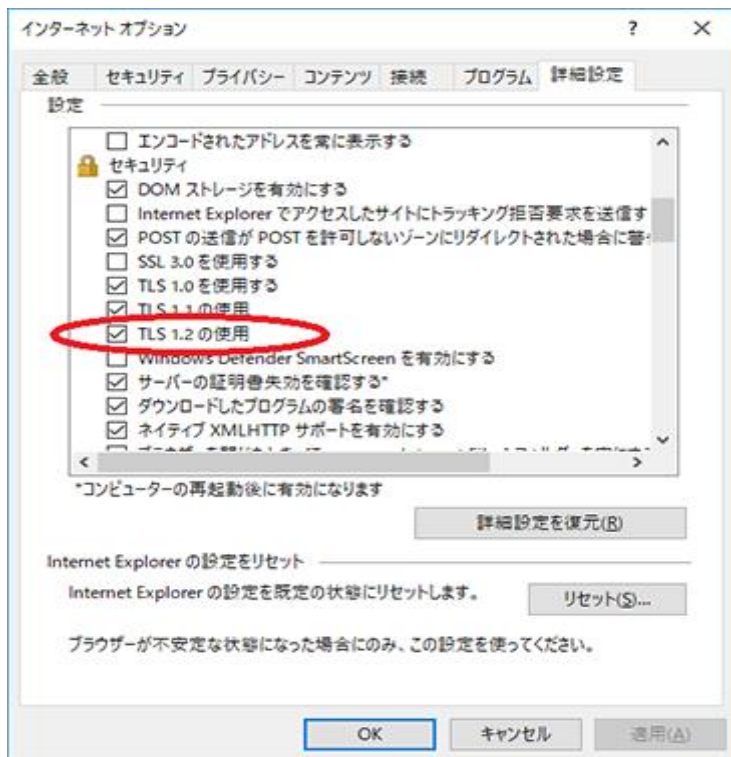 インターネット オプション
?
×
全般 セキュリティ プライバシー コンテンツ 接続 プログラム 詳細設定
設定
エンコードされたアドレスを常に表示する
セキュリティ
DOM ストレージを有効にする
Internet Explorer でアクセスしたサイトにトラッキング拒否要求を送信す
POST の送信が POST を許可しないゾーンにリダイレクトされた場合に警
SSL 3.0 を使用する
TLS 1.0 を使用する
TLS 1.1 の使用
TLS 1.2 の使用
Windows Defender SmartScreen を有効にする
サーバーの証明書失効を確認する*
ダウンロードしたプログラムの署名を確認する
ネイティブ XMLHTTP サポートを有効にする
*コンピューターの再起動後に有効になります
詳細設定を復元(R)
Internet Explorer の設定をリセット
Internet Explorer の設定を既定の状態にリセットします。
リセット(S)...
ブラウザーが不安定な状態になった場合にのみ、この設定を使ってください。
OK キャンセル 適用(A)